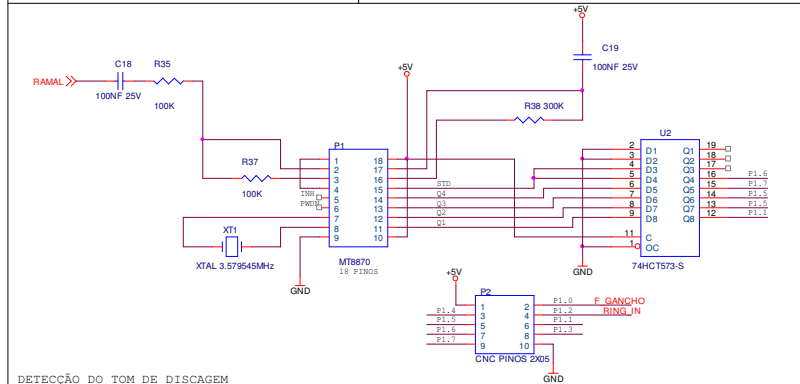 +5V
C18
R35
RAMAL
100NF 25V
100K
+5V
C19
100NF 25V
R38 300K
U2
R37
100K
P1
1 18
2 17
3 16
4 15
5 14
6 13
7 12
8 11
9 10
INH
PWDN
STD
Q4
Q3
Q2
Q1
MT8870
18 PINOS
XT1
XTAL 3.579545MHz
GND
2 D1 Q1 19
3 D2 Q2 18
4 D3 Q3 17
5 D4 Q4 16 P1.6
6 D5 Q5 15 P1.7
7 D6 Q6 14 P1.5
8 D7 Q7 13 P1.5
9 D8 Q8 12 P1.1
11 C
1 OC
74HCT573-S
GND
+5V
P2
1 2 P1.0 F_GANCHO
P1.4 3 4 P1.2 RING_IN
P1.5 5 6 P1.1
P1.6 7 8 P1.3
P1.7 9 10
CNC PINOS 2X05
GND
DETECÇÃO DO TOM DE DISCAGEM